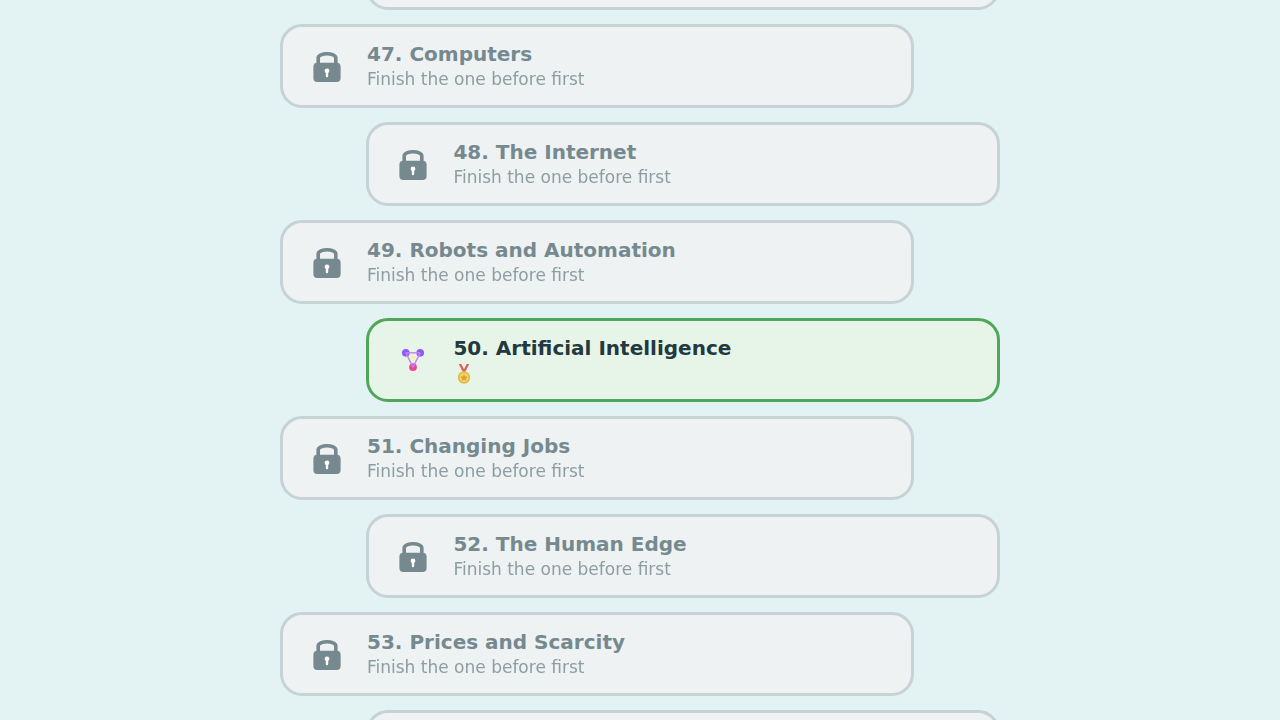 47. Computers
Finish the one before first
48. The Internet
Finish the one before first
49. Robots and Automation
Finish the one before first
50. Artificial Intelligence
51. Changing Jobs
Finish the one before first
52. The Human Edge
Finish the one before first
53. Prices and Scarcity
Finish the one before first